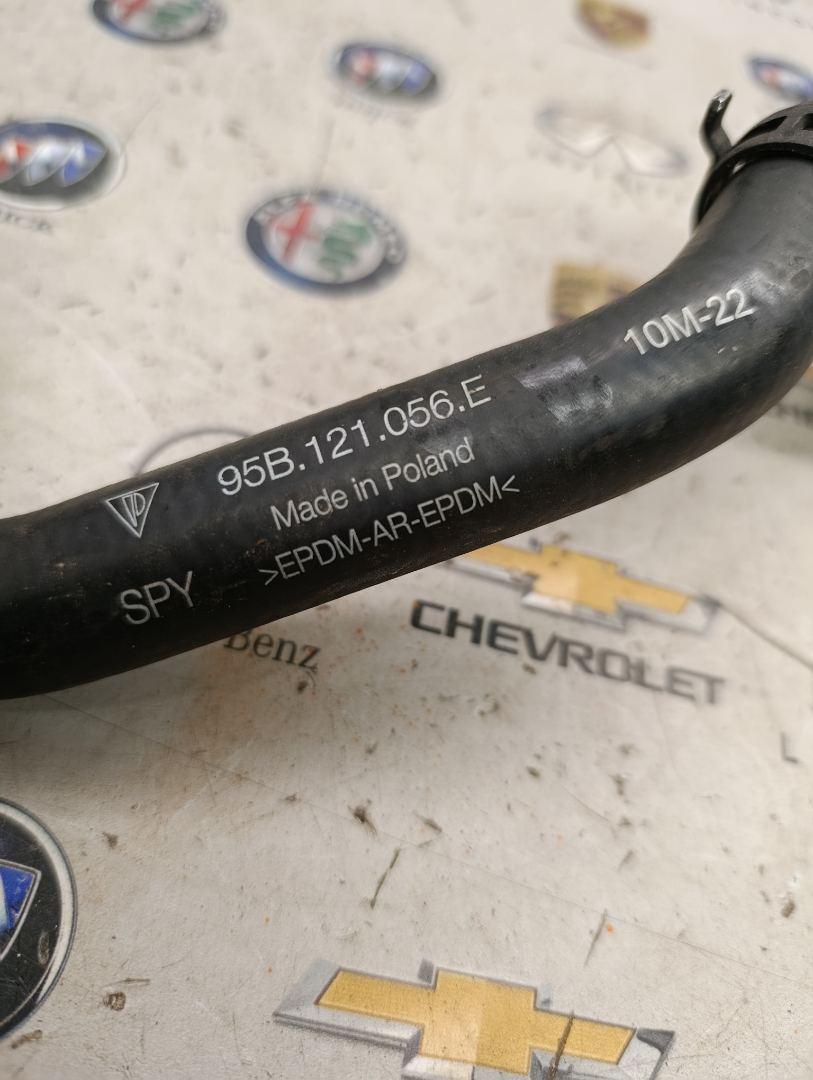 10M-22
95B.121.056.E
Made in Poland
>EPDM-AR-EPDM<
SPY
Benz
CHEVROLET
L